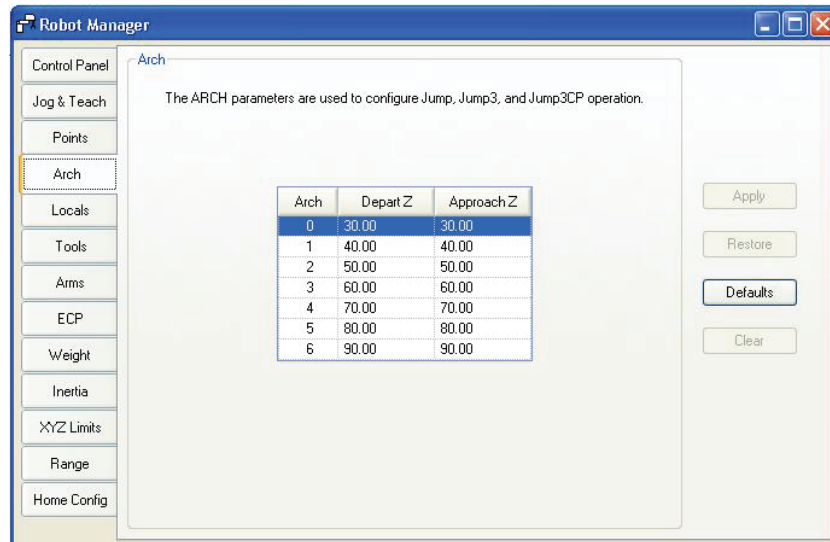 Robot Manager
Control Panel
Jog & Teach
Points
Arch
Locals
Tools
Arms
ECP
Weight
Inertia
XYZ Limits
Range
Home Config
Arch
The ARCH parameters are used to configure Jump, Jump3, and Jump3CP operation.
Arch Depart Z Approach Z
0 30.00 30.00
1 40.00 40.00
2 50.00 50.00
3 60.00 60.00
4 70.00 70.00
5 80.00 80.00
6 90.00 90.00
Apply
Restore
Defaults
Clear